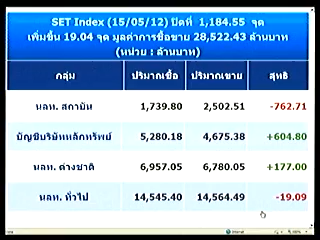 SET Index (15/05/12) ปิดที่ 1,184.55 จุด
เพิ่มขึ้น 19.04 จุด มูลค่าการซื้อขาย 28,522.43 ล้านบาท
(หน่วย : ล้านบาท)
กลุ่ม ปริมาณซื้อ ปริมาณขาย สุทธิ
นลท. สถาบัน 1,739.80 2,502.51 -762.71
บัญชีบริษัทหลักทรัพย์ 5,280.18 4,675.38 +604.80
นลท. ต่างชาติ 6,957.05 6,780.05 +177.00
นลท. ทั่วไป 14,545.40 14,564.49 -19.09